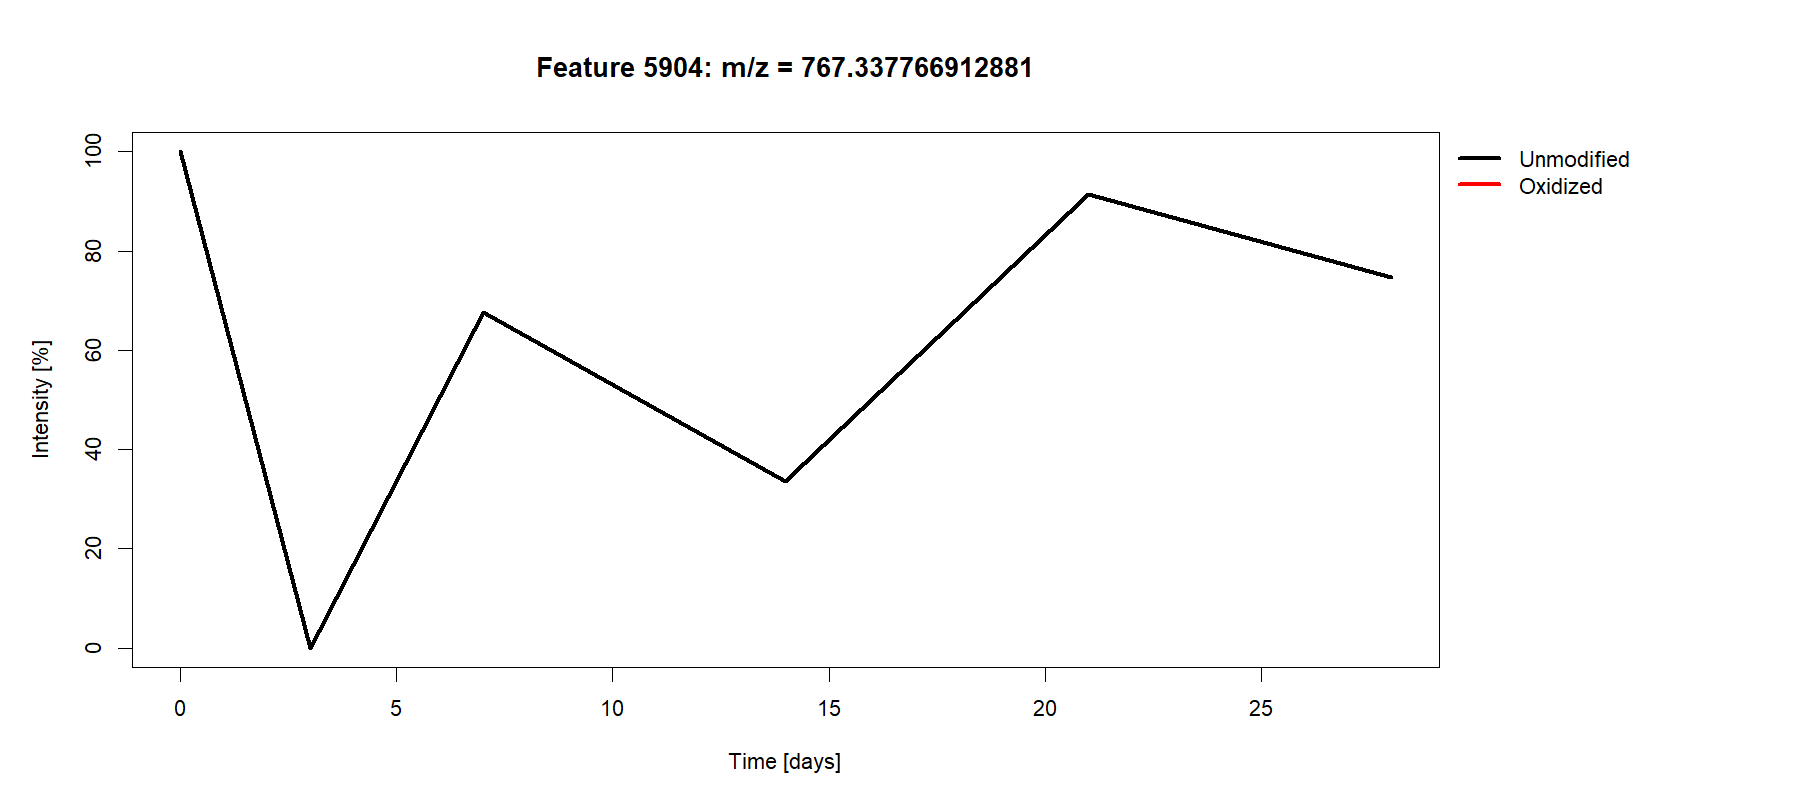 Feature 5904: m/z = 767.337766912881
Unmodified
Oxidized
Intensity [%]
100
80
60
40
20
0
0 5 10 15 20 25
Time [days]